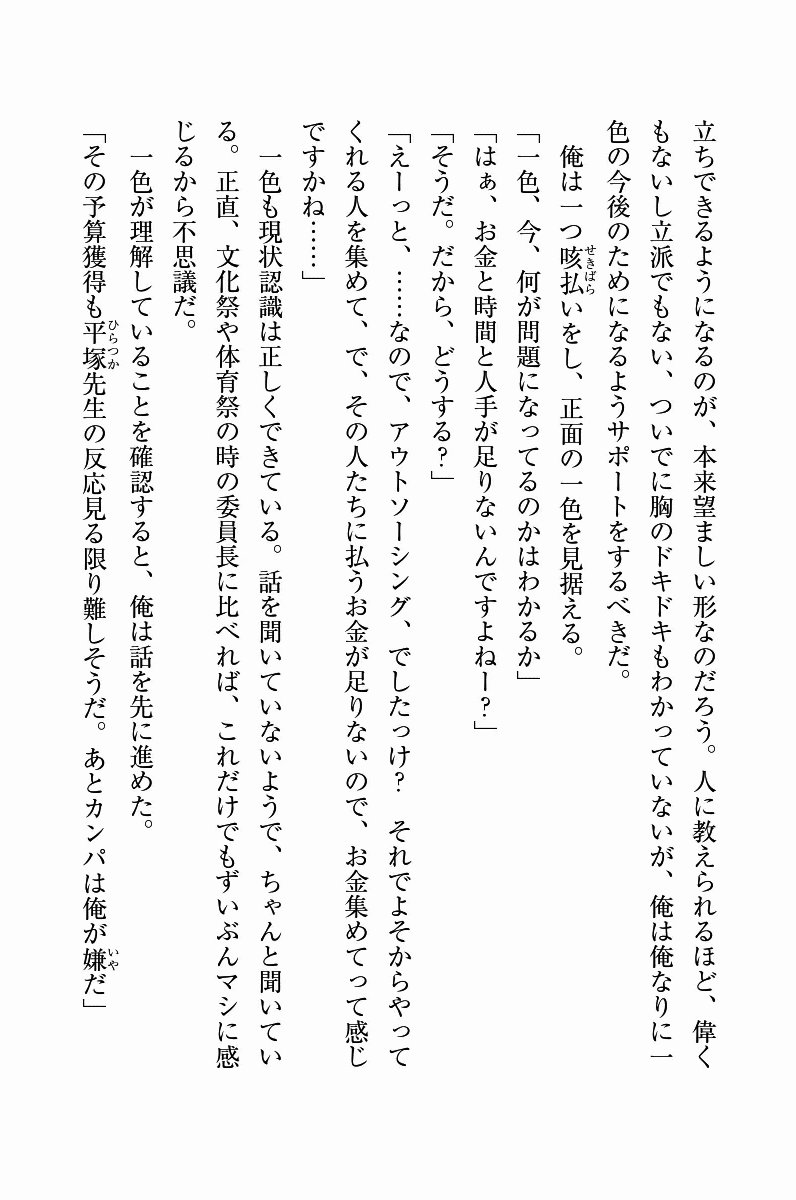 立ちできるようになるのが、本来望ましい形なのだろう。人に教えられるほど、偉く
もないし立派でもない、ついでに胸のドキドキもわかっていないが、俺は俺なりに一
色の今後のためになるようサポートをするべきだ。
　俺は一つ咳払いをし、正面の一色を見据える。
「一色、今、何が問題になってるのかはわかるか」
「はぁ、お金と時間と人手が足りないんですよねー？」
「そうだ。だから、どうする？」
「えーっと、……なので、アウトソーシング、でしたっけ？　それでよそからやって
くれる人を集めて、で、その人たちに払うお金が足りないので、お金集めてって感じ
ですかね……」
　一色も現状認識は正しくできている。話を聞いていないようで、ちゃんと聞いてい
る。正直、文化祭や体育祭の時の委員長に比べれば、これだけでもずいぶんマシに感
じるから不思議だ。
　一色が理解していることを確認すると、俺は話を先に進めた。
「その予算獲得も平塚先生の反応見る限り難しそうだ。あとカンパは俺が嫌だ」
せきばら
ひらつか
いや